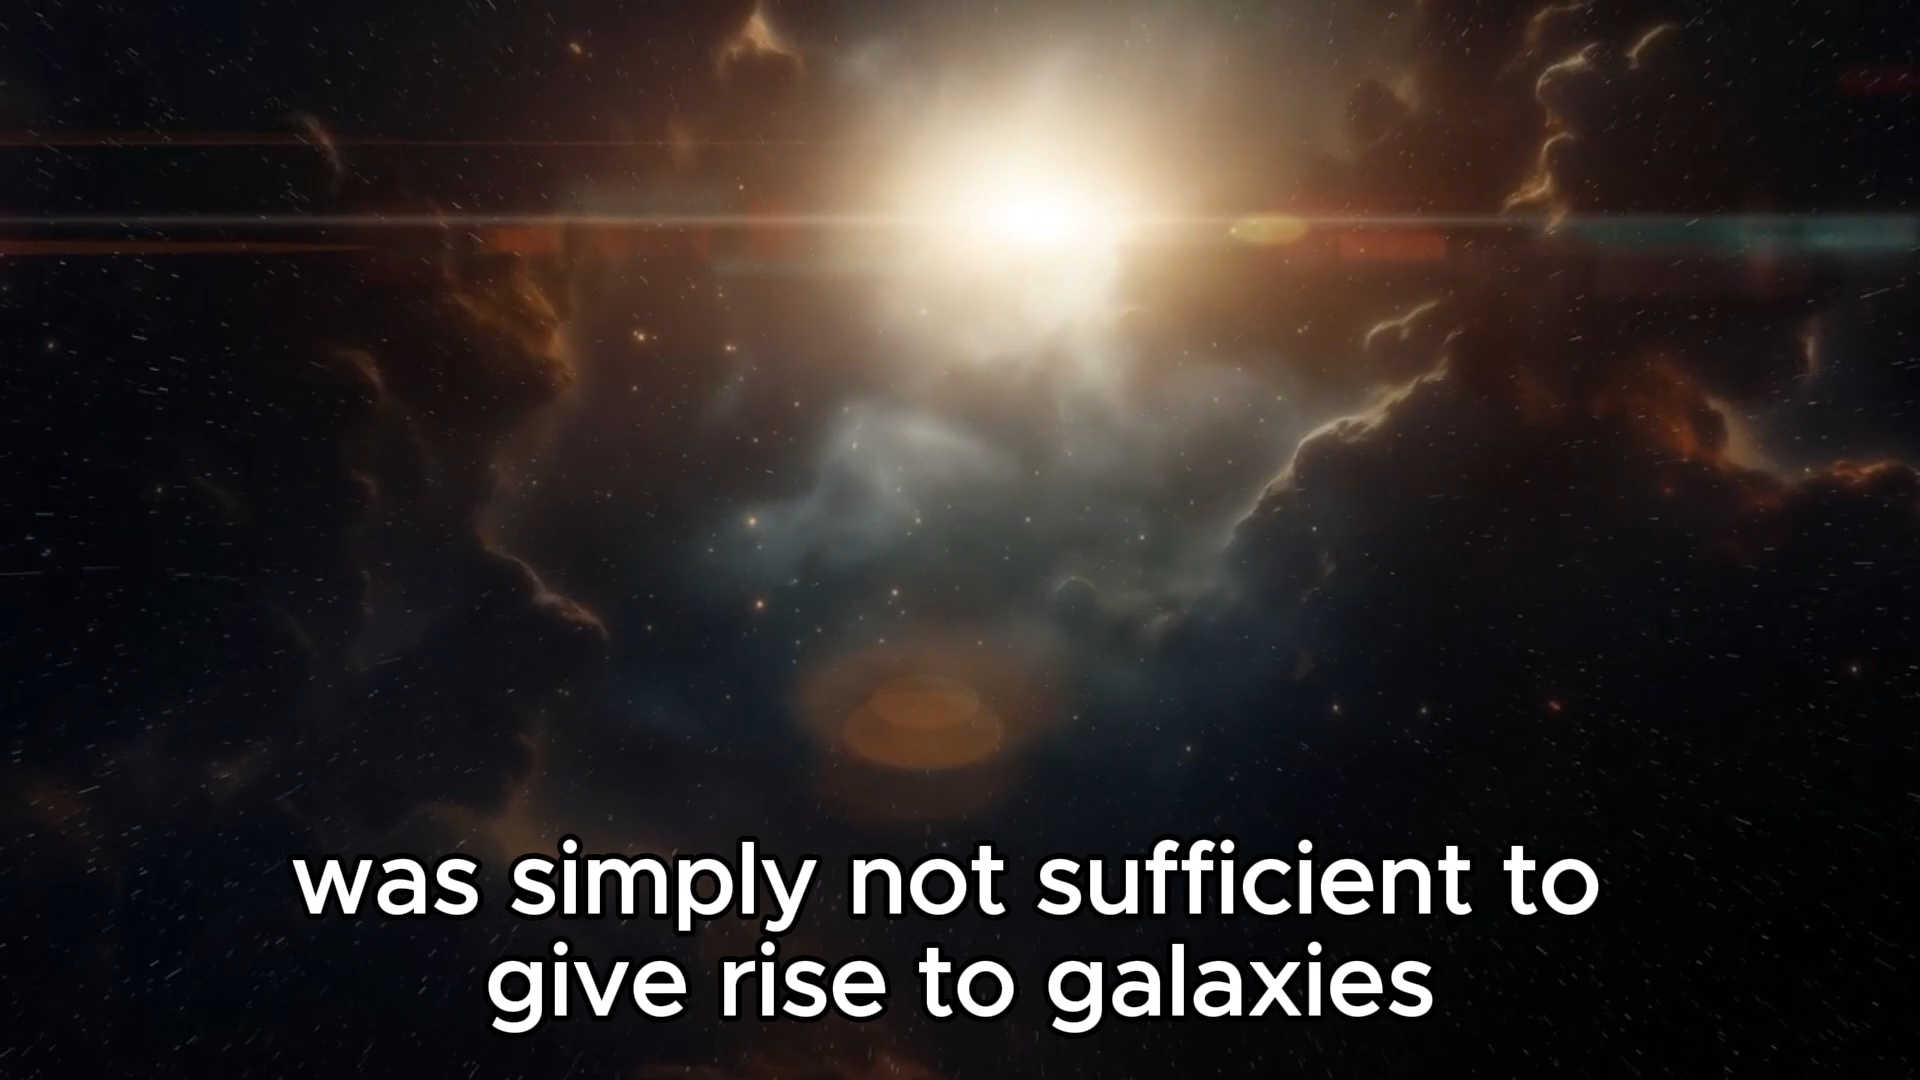 was simply not sufficient to
give rise to galaxies